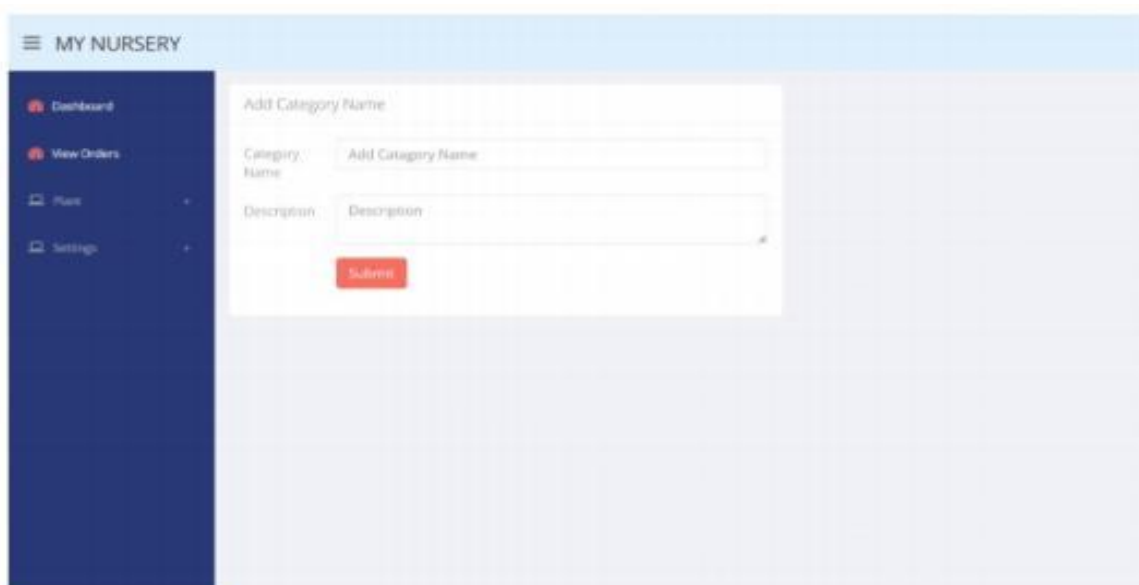 MY NURSERY
Dashboard
View Orders
Plant
Settings
Add Category Name
Category
Name
Add Catagory Name
Description
Description
Submit